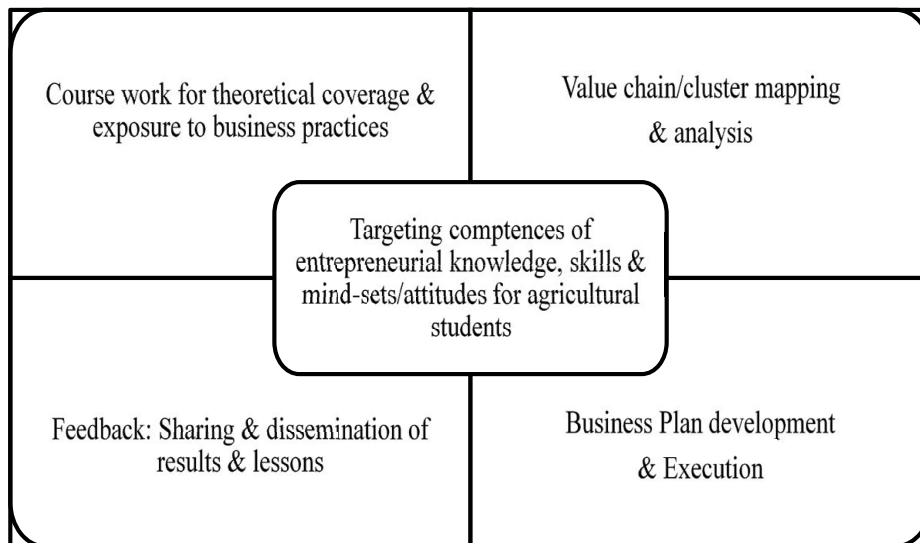 Course work for theoretical coverage &
exposure to business practices
Value chain/cluster mapping
& analysis
Targeting comptences of
entrepreneurial knowledge, skills &
mind-sets/attitudes for agricultural
students
Feedback: Sharing & dissemination of
results & lessons
Business Plan development
& Execution